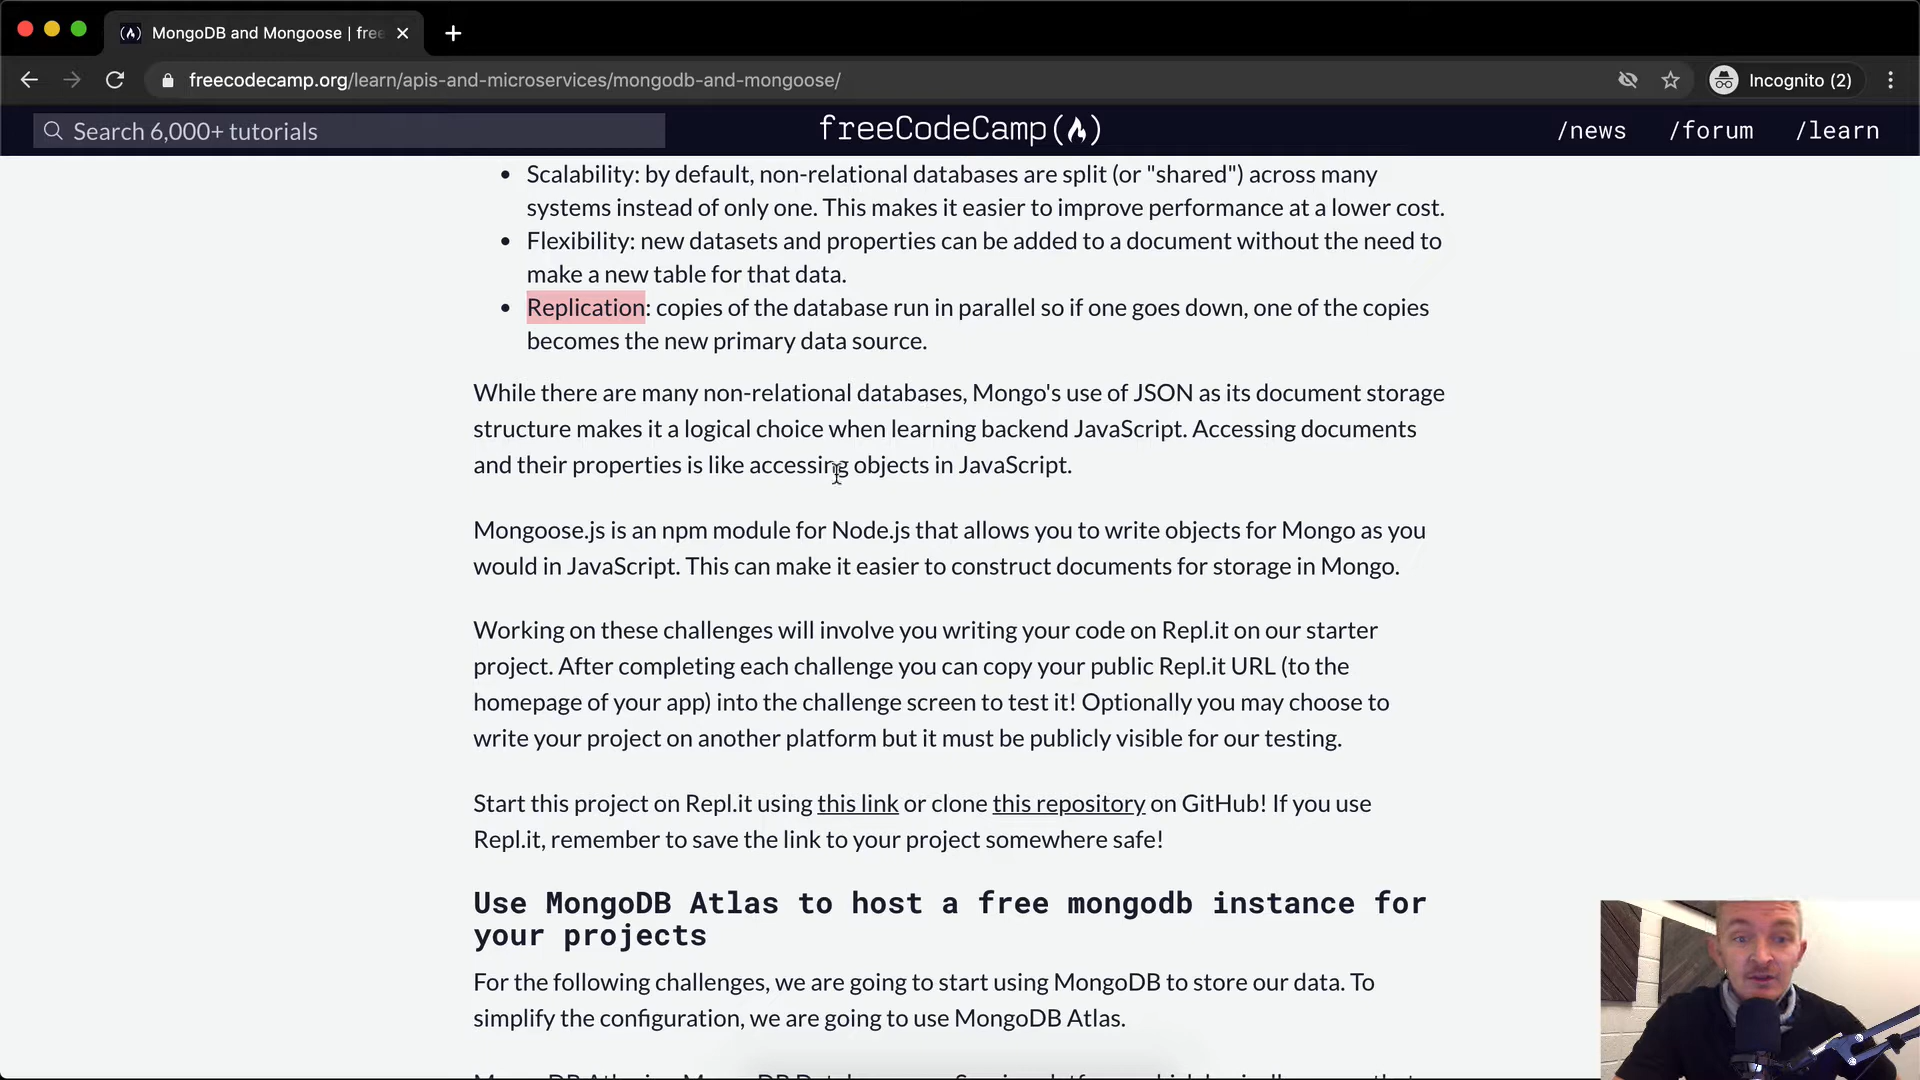 MongoDB and Mongoose | free
freecodecamp.org/learn/apis-and-microservices/mongodb-and-mongoose/
Incognito (2)
Search 6,000+ tutorials
freeCodeCamp
/news
/forum
/learn
• Scalability: by default, non-relational databases are split (or "shared") across many
systems instead of only one. This makes it easier to improve performance at a lower cost.
• Flexibility: new datasets and properties can be added to a document without the need to
make a new table for that data.
• Replication: copies of the database run in parallel so if one goes down, one of the copies
becomes the new primary data source.
While there are many non-relational databases, Mongo's use of JSON as its document storage
structure makes it a logical choice when learning backend JavaScript. Accessing documents
and their properties is like accessing objects in JavaScript.
Mongoose.js is an npm module for Node.js that allows you to write objects for Mongo as you
would in JavaScript. This can make it easier to construct documents for storage in Mongo.
Working on these challenges will involve you writing your code on Repl.it on our starter
project. After completing each challenge you can copy your public Repl.it URL (to the
homepage of your app) into the challenge screen to test it! Optionally you may choose to
write your project on another platform but it must be publicly visible for our testing.
Start this project on Repl.it using this link or clone this repository on GitHub! If you use
Repl.it, remember to save the link to your project somewhere safe!
Use MongoDB Atlas to host a free mongodb instance for
your projects
For the following challenges, we are going to start using MongoDB to store our data. To
simplify the configuration, we are going to use MongoDB Atlas.